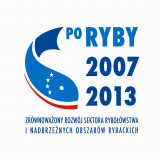 PO RYBY
2007
2013
ZRÓWNOWAŻONY ROZWÓJ SEKTORA RYBOŁÓWSTWA
I NADBRZEŻNYCH OBSZARÓW RYBACKICH